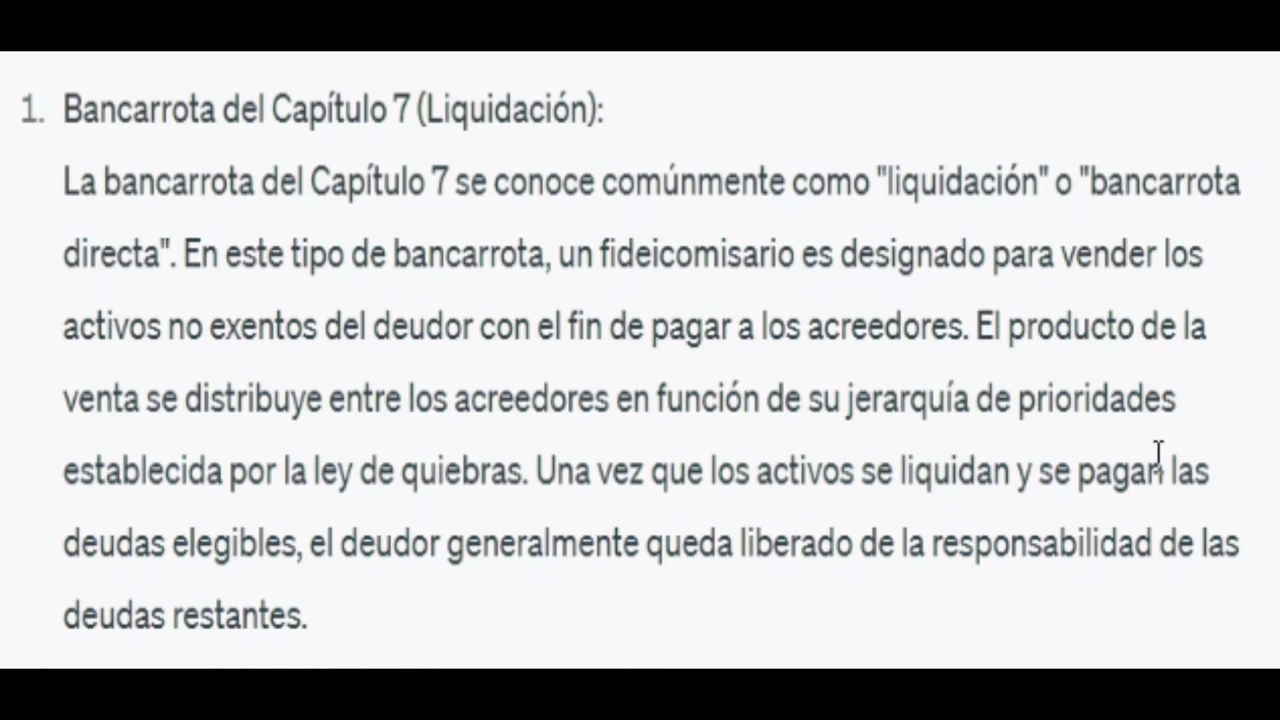 1. Bancarrota del Capítulo 7 (Liquidación):
La bancarrota del Capítulo 7 se conoce comúnmente como "liquidación" o "bancarrota
directa". En este tipo de bancarrota, un fideicomisario es designado para vender los
activos no exentos del deudor con el fin de pagar a los acreedores. El producto de la
venta se distribuye entre los acreedores en función de su jerarquía de prioridades
establecida por la ley de quiebras. Una vez que los activos se liquidan y se pagan las
deudas elegibles, el deudor generalmente queda liberado de la responsabilidad de las
deudas restantes.